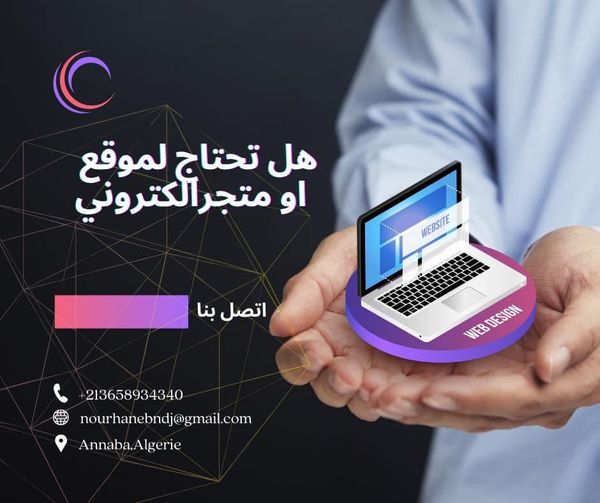 هل تحتاج لموقع
او متجرالكتروني
اتصل بنا
+213658934340
nourhanebndj@gmail.com
Annaba.Algerie
WEBSITE
WEB DESIGN